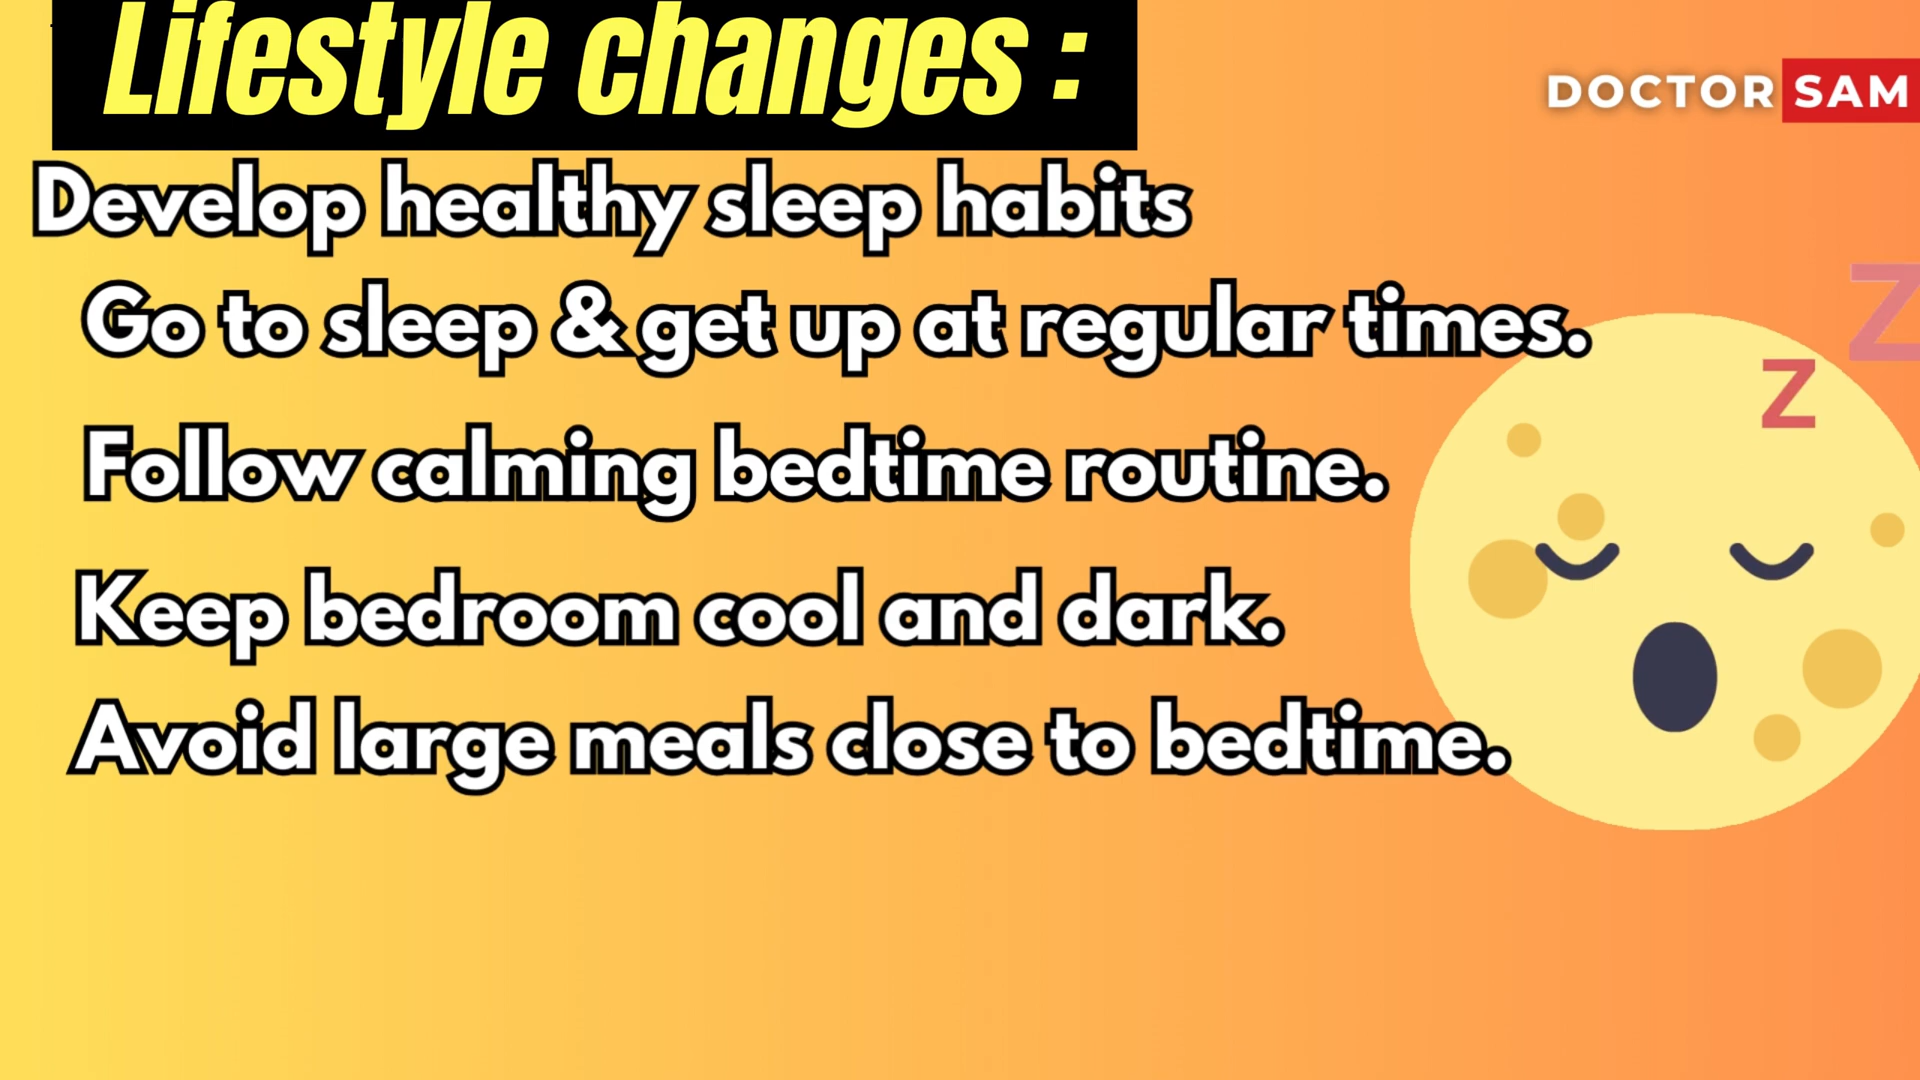 Lifestyle changes :
DOCTOR SAM
Develop healthy sleep habits
Go to sleep & get up at regular times.
Z
Z
Follow calming bedtime routine.
Keep bedroom cool and dark.
Avoid large meals close to bedtime.